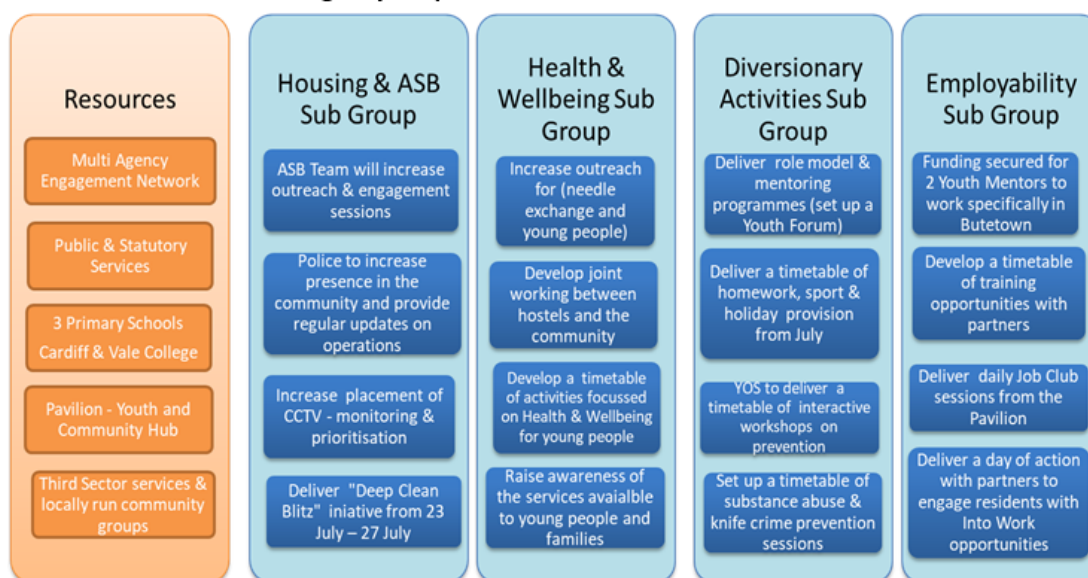 Resources
Multi Agency
Engagement Network
Public & Statutory
Services
3 Primary Schools
Cardiff & Vale College
Pavilion - Youth and
Community Hub
Third Sector services &
locally run community
groups
Housing & ASB
Sub Group
ASB Team will increase
outreach & engagement
sessions
Police to increase
presence in the
community and provide
regular updates on
operations
Increase placement of
CCTV - monitoring &
prioritisation
Deliver "Deep Clean
Blitz" iniative from 23
July – 27 July
Health &
Wellbeing Sub
Group
Increase outreach
for (needle
exchange and
young people)
Develop joint
working between
hostels and the
community
Develop a timetable
of activities focussed
on Health & Wellbeing
for young people
Raise awareness of
the services avaialble
to young people and
families
Diversionary
Activities Sub
Group
Deliver role model &
mentoring
programmes (set up a
Youth Forum)
Deliver a timetable of
homework, sport &
holiday provision
from July
YOS to deliver a
timetable of interactive
workshops on
prevention
Set up a timetable of
substance abuse &
knife crime prevention
sessions
Employability
Sub Group
Funding secured for
2 Youth Mentors to
work specifically in
Butetown
Develop a timetable
of training
opportunities with
partners
Deliver daily Job Club
sessions from the
Pavilion
Deliver a day of action
with partners to
engage residents with
Into Work
opportunities